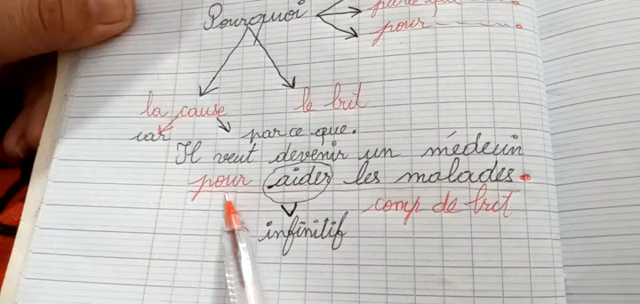 Pourquoi
pour
la cause
le but
car
parce que.
Il veut devenir un médecin
pour aider les malades.
comp de but
infinitif